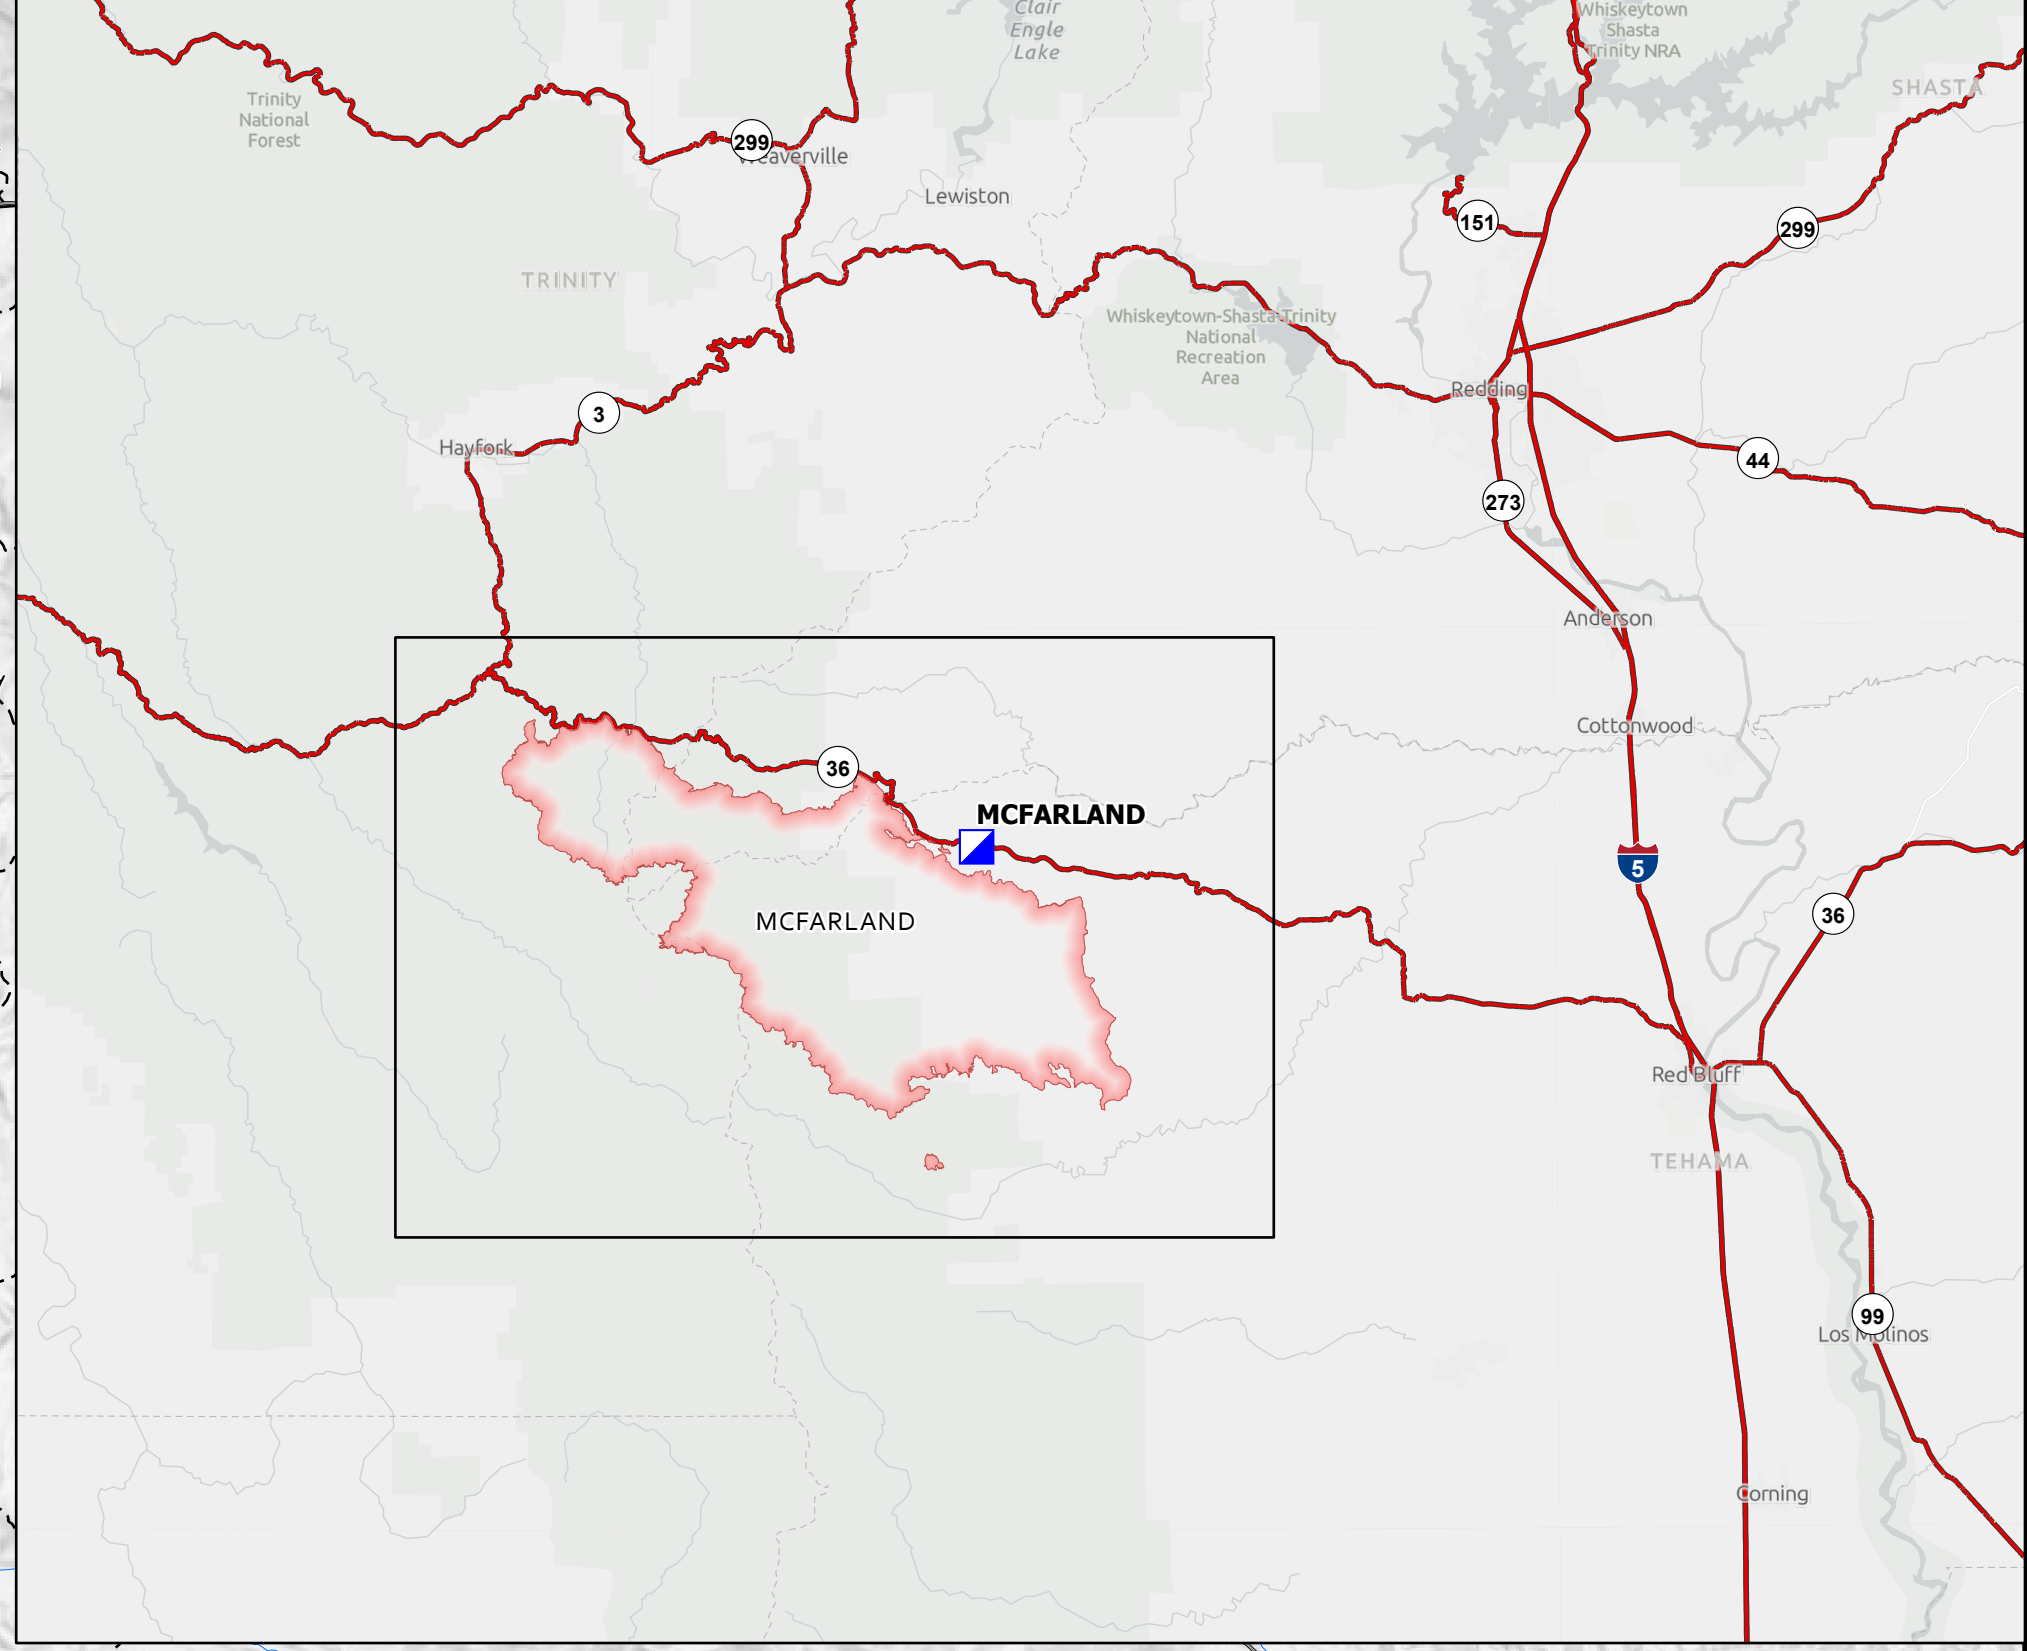 Clair
Engle
Lake
Whiskeytown
Shasta
Trinity NRA
SHASTA
Trinity
National
Forest
299
Weaverville
Lewiston
151
299
TRINITY
Whiskeytown-Shasta-Trinity
National
Recreation
Area
Redding
3
Hayfork
44
273
Anderson
Cottonwood
36
MCFARLAND
5
36
MCFARLAND
Red Bluff
TEHAMA
99
Los Molinos
Corning